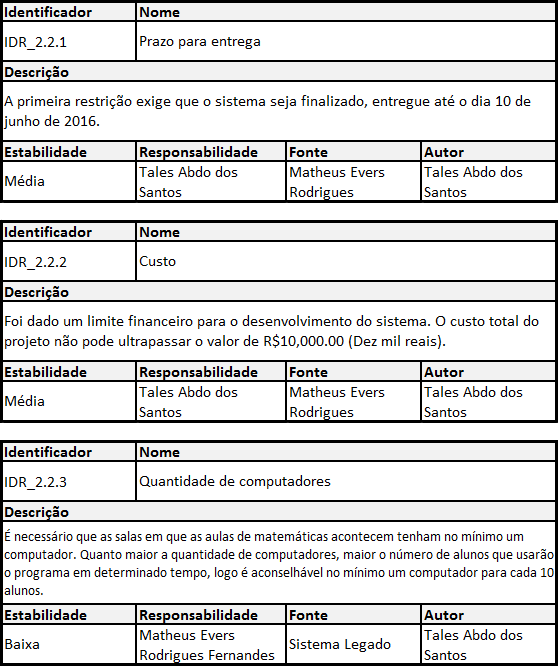 Identificador Nome
IDR_2.2.1 Prazo para entrega
Descrição
A primeira restrição exige que o sistema seja finalizado, entregue até o dia 10 de
junho de 2016.
Estabilidade Responsabilidade Fonte Autor
Média Tales Abdo dos Santos Matheus Evers Rodrigues Tales Abdo dos Santos
Identificador Nome
IDR_2.2.2 Custo
Descrição
Foi dado um limite financeiro para o desenvolvimento do sistema. O custo total do
projeto não pode ultrapassar o valor de R$10,000.00 (Dez mil reais).
Estabilidade Responsabilidade Fonte Autor
Média Tales Abdo dos Santos Matheus Evers Rodrigues Tales Abdo dos Santos
Identificador Nome
IDR_2.2.3 Quantidade de computadores
Descrição
É necessário que as salas em que as aulas de matemáticas acontecem tenham no mínimo um
computador. Quanto maior a quantidade de computadores, maior o número de alunos que usarão
o programa em determinado tempo, logo é aconselhável no mínimo um computador para cada 10
alunos.
Estabilidade Responsabilidade Fonte Autor
Baixa Matheus Evers Rodrigues Fernandes Sistema Legado Tales Abdo dos Santos